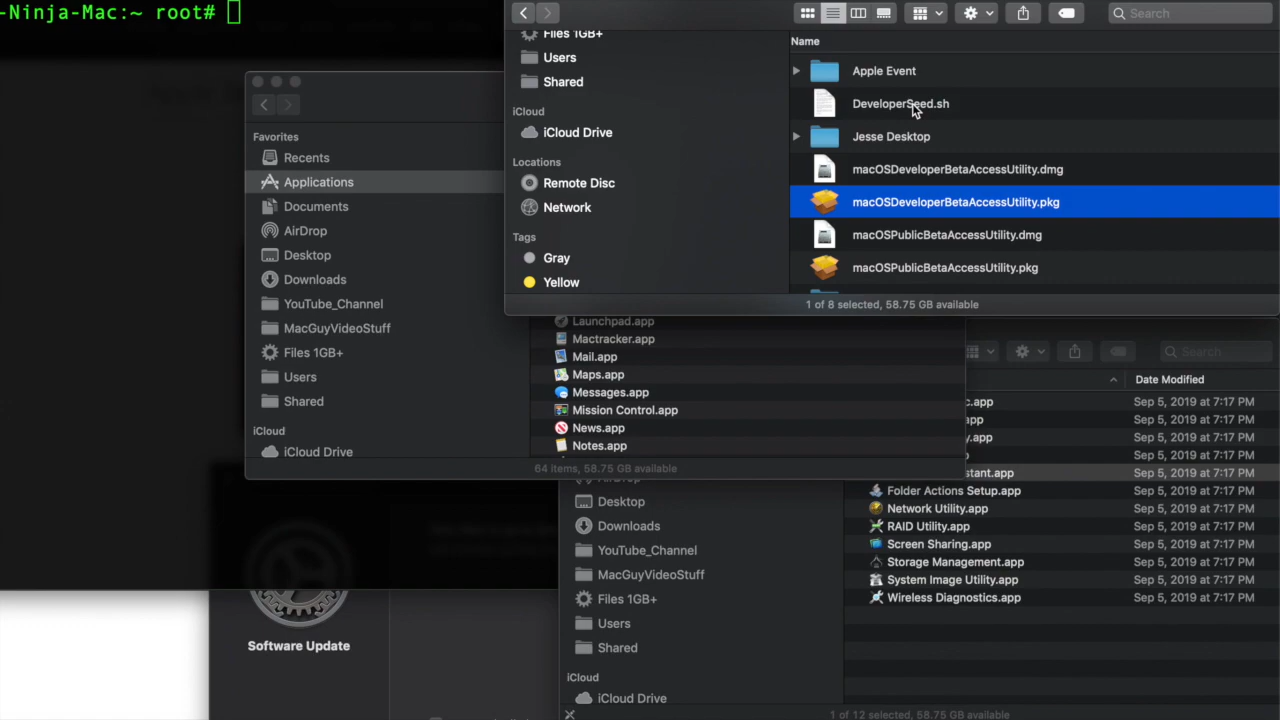 -Ninja-Mac:~ root#
Search
Files 1GB+
Users
Shared
iCloud
iCloud Drive
Locations
Remote Disc
Network
Tags
Gray
Yellow
Name
Apple Event
DeveloperSeed.sh
Jesse Desktop
macOSDeveloperBetaAccessUtility.dmg
macOSDeveloperBetaAccessUtility.pkg
macOSPublicBetaAccessUtility.dmg
macOSPublicBetaAccessUtility.pkg
1 of 8 selected, 58.75 GB available
Favorites
Recents
Applications
Documents
AirDrop
Desktop
Downloads
YouTube_Channel
MacGuyVideoStuff
Files 1GB+
Users
Shared
iCloud
iCloud Drive
Launchpad.app
Mactracker.app
Mail.app
Maps.app
Messages.app
Mission Control.app
News.app
Notes.app
64 items, 58.75 GB available
Search
Date Modified
c.app Sep 5, 2019 at 7:17 PM
pp Sep 5, 2019 at 7:17 PM
y.app Sep 5, 2019 at 7:17 PM
p Sep 5, 2019 at 7:17 PM
stant.app Sep 5, 2019 at 7:17 PM
Folder Actions Setup.app Sep 5, 2019 at 7:17 PM
Network Utility.app Sep 5, 2019 at 7:17 PM
RAID Utility.app Sep 5, 2019 at 7:17 PM
Screen Sharing.app Sep 5, 2019 at 7:17 PM
Storage Management.app Sep 5, 2019 at 7:17 PM
System Image Utility.app Sep 5, 2019 at 7:17 PM
Wireless Diagnostics.app Sep 5, 2019 at 7:17 PM
AirDrop
Desktop
Downloads
YouTube_Channel
MacGuyVideoStuff
Files 1GB+
Users
Shared
iCloud
iCloud Drive
1 of 12 selected, 58.75 GB available
Software Update